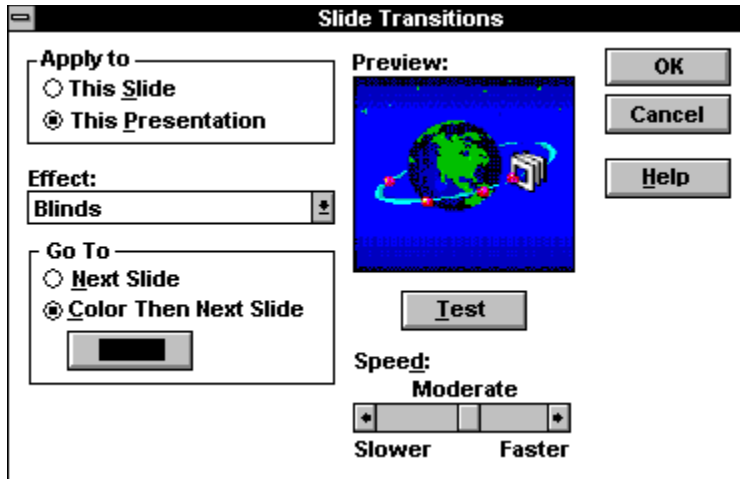 Slide Transitions
Apply to
This Slide
This Presentation
Effect:
Blinds
Go To
Next Slide
Color Then Next Slide
Preview:
Test
Speed:
Moderate
Slower Faster
OK
Cancel
Help